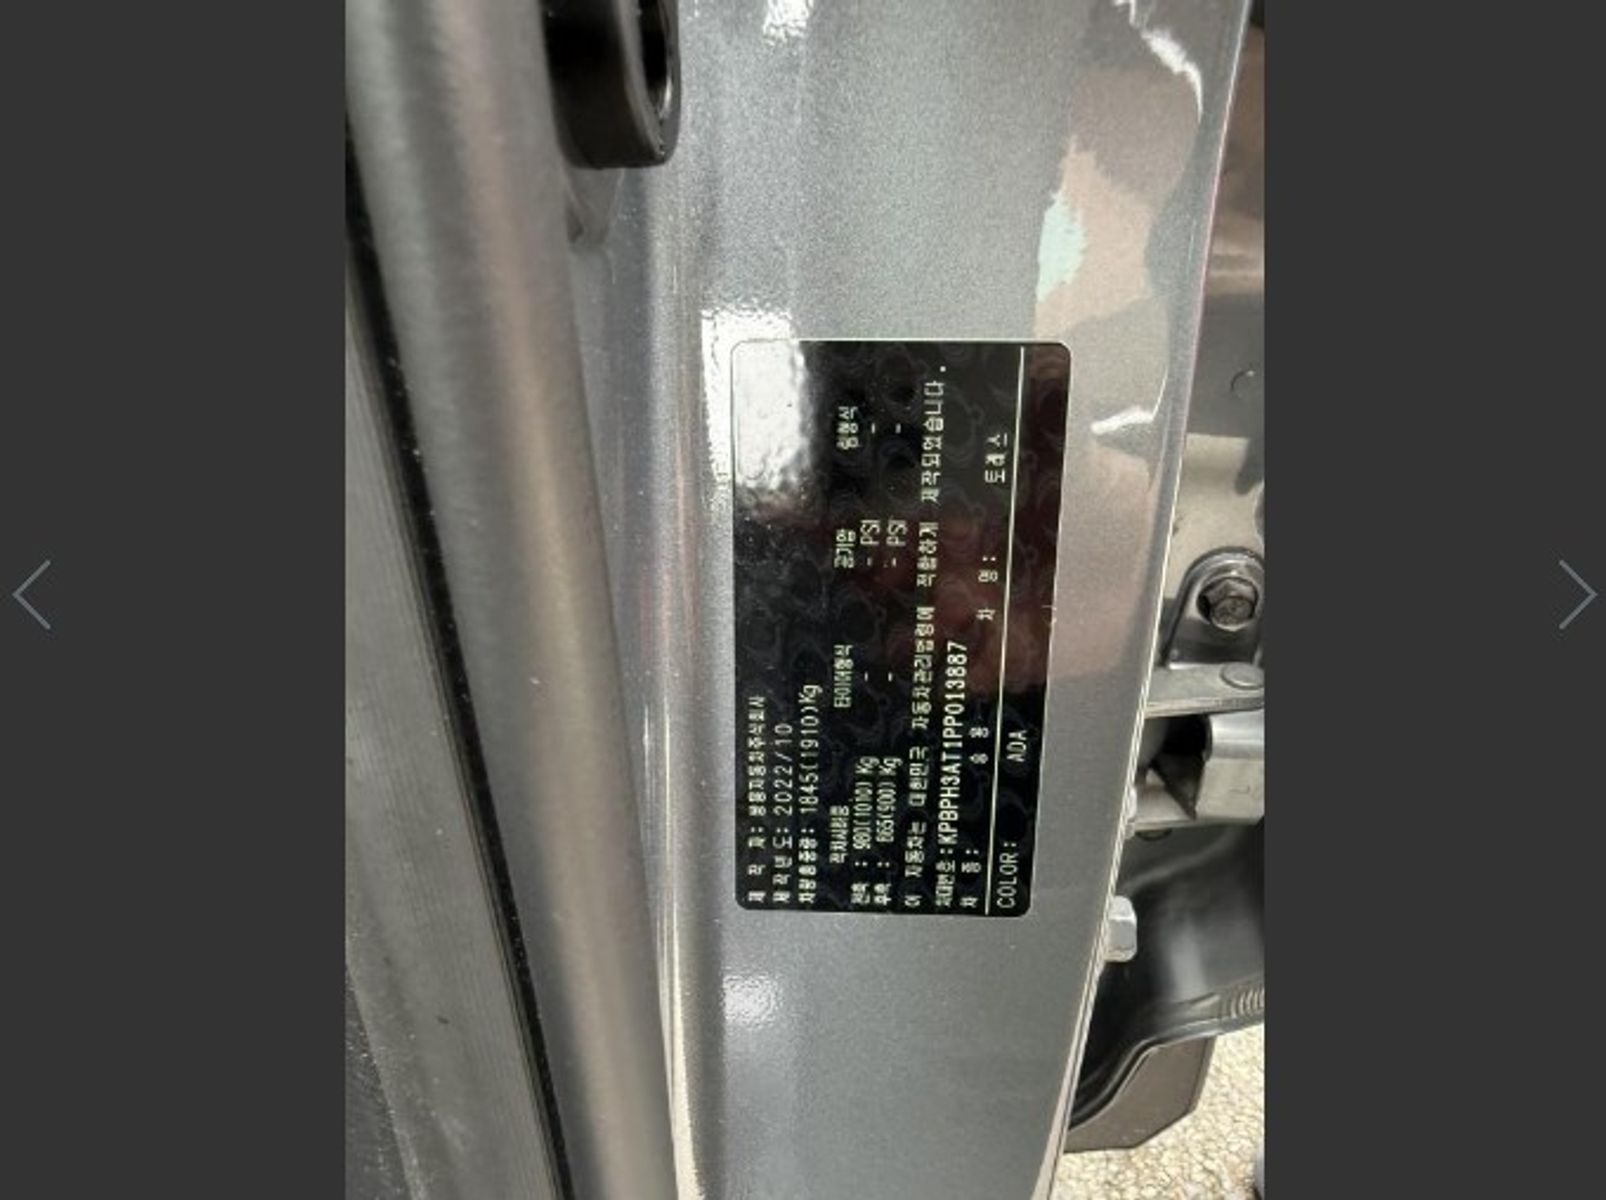 제 작 자: 쌍용자동차주식회사
제작년도: 2022/10
차량총중량: 1845(1910)Kg
허용하중 타이어형식 공기압 림형식
전축 : 980(1010) Kg - - PSI -
후축 : 865(900) Kg - - PSI -
이 자동차는 대한민국 자동차관리법령에 적합하게 제작되었습니다.
차대번호:KPBPH3AT1PP013887
차 종: 승 용 차 명: 토레스
COLOR: ADA